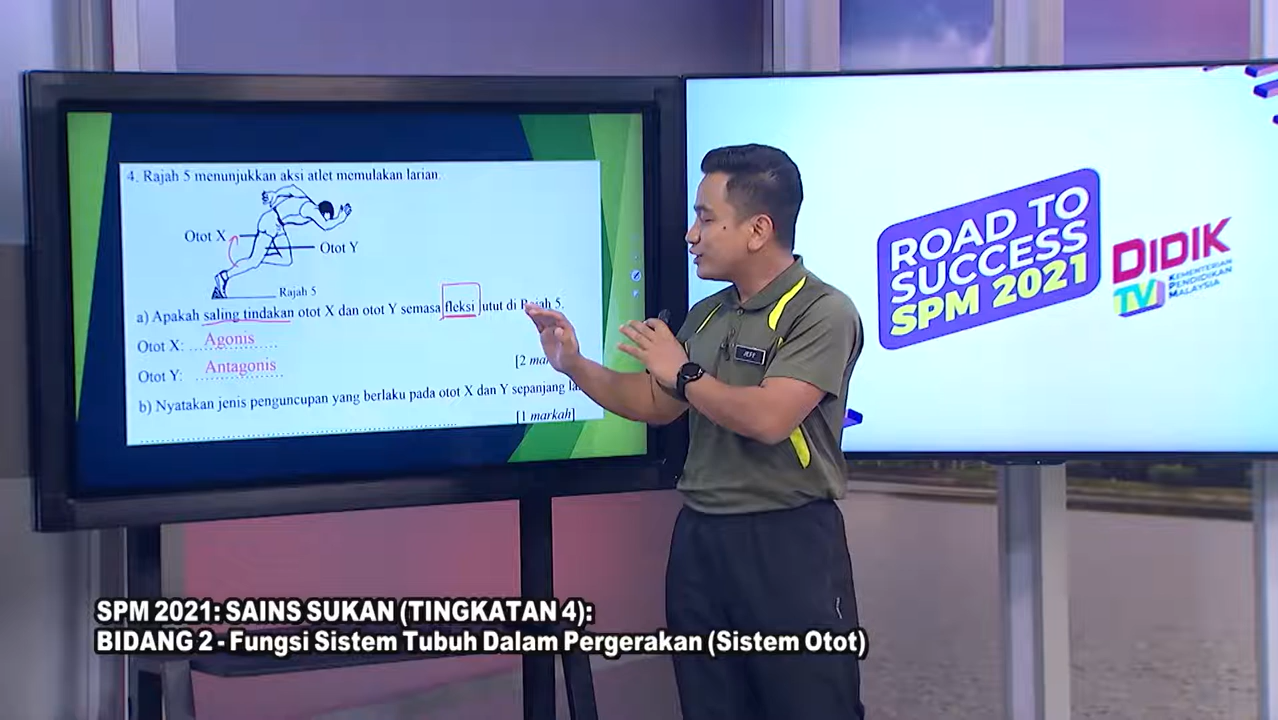 4. Rajah 5 menunjukkan aksi atlet memulakan larian.
Otot X
Otot Y
Rajah 5
a) Apakah saling tindakan otot X dan otot Y semasa fleksi lutut di Rajah 5.
Otot X: Agonis
Otot Y: Antagonis
[2
b) Nyatakan jenis penguncupan yang berlaku pada otot X dan Y sepanjang
[1 markah]
ROAD TO
SUCCESS
SPM 2021
DIDIK
TV
KEMENTERIAN
PENDIDIKAN
MALAYSIA
SPM 2021: SAINS SUKAN (TINGKATAN 4):
BIDANG 2 - Fungsi Sistem Tubuh Dalam Pergerakan (Sistem Otot)